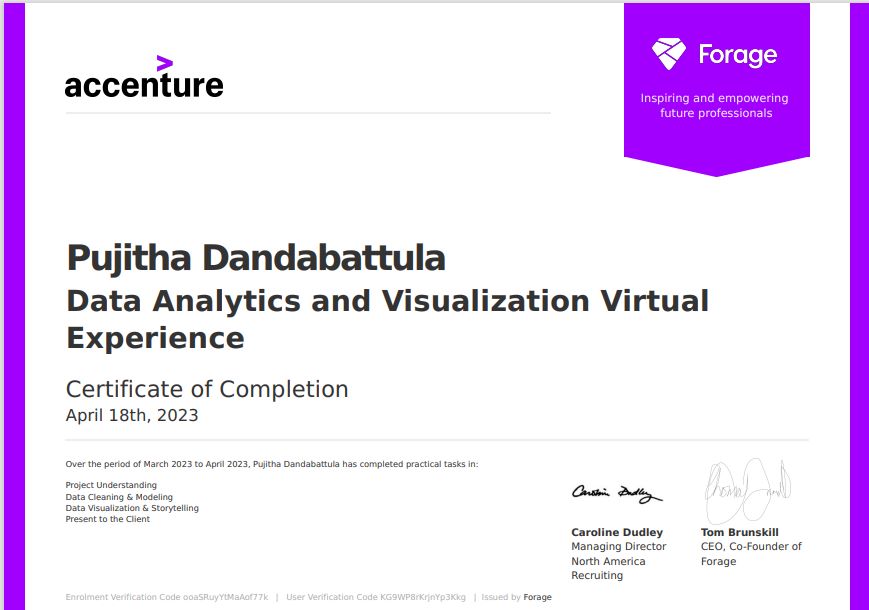 accenture
Forage
Inspiring and empowering
future professionals
Pujitha Dandabattula
Data Analytics and Visualization Virtual
Experience
Certificate of Completion
April 18th, 2023
Over the period of March 2023 to April 2023, Pujitha Dandabattula has completed practical tasks in:
Project Understanding
Data Cleaning & Modeling
Data Visualization & Storytelling
Present to the Client
Caroline Dudley
Caroline Dudley
Managing Director
North America
Recruiting
Tom Brunskill
CEO, Co-Founder of
Forage
Enrolment Verification Code ooaSRuyYtMaAof77k | User Verification Code KG9WP8rKrjnYp3Kkg | Issued by Forage